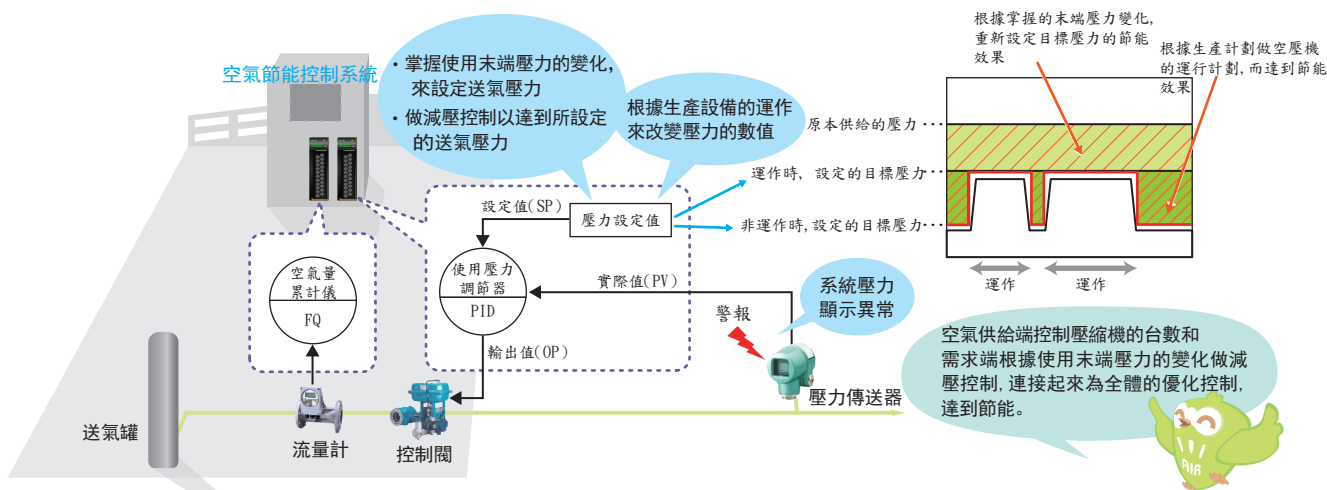 空氣節能控制系統
・掌握使用末端壓力的變化,
來設定送氣壓力
・做減壓控制以達到所設定
的送氣壓力
根據生產設備的運作
來改變壓力的數值
根據掌握的末端壓力變化,
重新設定目標壓力的節能
效果
根據生產計劃做空壓機
的運行計劃,而達到節能
效果
原本供給的壓力…
運作時, 設定的目標壓力…
非運作時,設定的目標壓力…
運作
運作
設定值(SP)
壓力設定值
空氣量
累計儀
FQ
使用壓力
調節器
PID
實際值(PV)
輸出值(OP)
系統壓力
顯示異常
警報
壓力傳送器
送氣罐
流量計
控制閥
空氣供給端控制壓縮機的台數和
需求端根據使用末端壓力的變化做減
壓控制,連接起來為全體的優化控制,
達到節能。
AIR